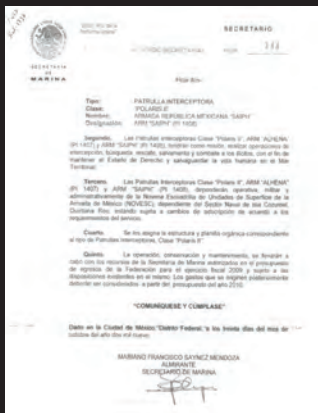 SECRETARIO
SECRETARÍA
DE
MARINA
Tipo: PATRULLA INTERCEPTORA
Clase: "POLARIS II"
Nombre: ARMADA REPÚBLICA MEXICANA "SAIPH"
Designación: ARM "SAIPH" (PI 1408)
Segundo. Las Patrullas Interceptoras Clase "Polaris II", ARM "ALHENA"
(PI 1407) y ARM "SAIPH" (PI 1408), tendrán como misión, realizar operaciones de
intercepción, búsqueda, rescate, salvamento y combate a los ilícitos, con el fin de
mantener el Estado de Derecho y salvaguardar la vida humana en el Mar
Territorial.
Tercero. Las Patrullas Interceptoras Clase "Polaris II", ARM "ALHENA"
(PI 1407) y ARM "SAIPH" (PI 1408), dependerán operativa, militar y
administrativamente de la Novena Escuadrilla de Unidades de Superficie de la
Armada de México (NOVESC), dependiente del Sector Naval de Isla Cozumel,
Quintana Roo, estando sujeta a cambios de adscripción de acuerdo a los
requerimientos del servicio.
Cuarto. Se les asigna la estructura y planilla orgánica correspondiente
al tipo de Patrullas Interceptoras, Clase "Polaris II"
Quinto. La operación, conservación y mantenimiento, se llevarán a
cabo con los recursos de la Secretaría de Marina autorizados en el presupuesto
de egresos de la Federación para el ejercicio fiscal 2009 y sujeto a las
disposiciones existentes en el mismo. Los gastos que se originen posteriormente
deberán ser considerados a partir del presupuesto del año 2010.
"COMUNÍQUESE Y CÚMPLASE"
Dado en la Ciudad de México, Distrito Federal, a los treinta días del mes de
octubre del año dos mil nueve.
MARIANO FRANCISCO SAYNEZ MENDOZA
ALMIRANTE
SECRETARIO DE MARINA